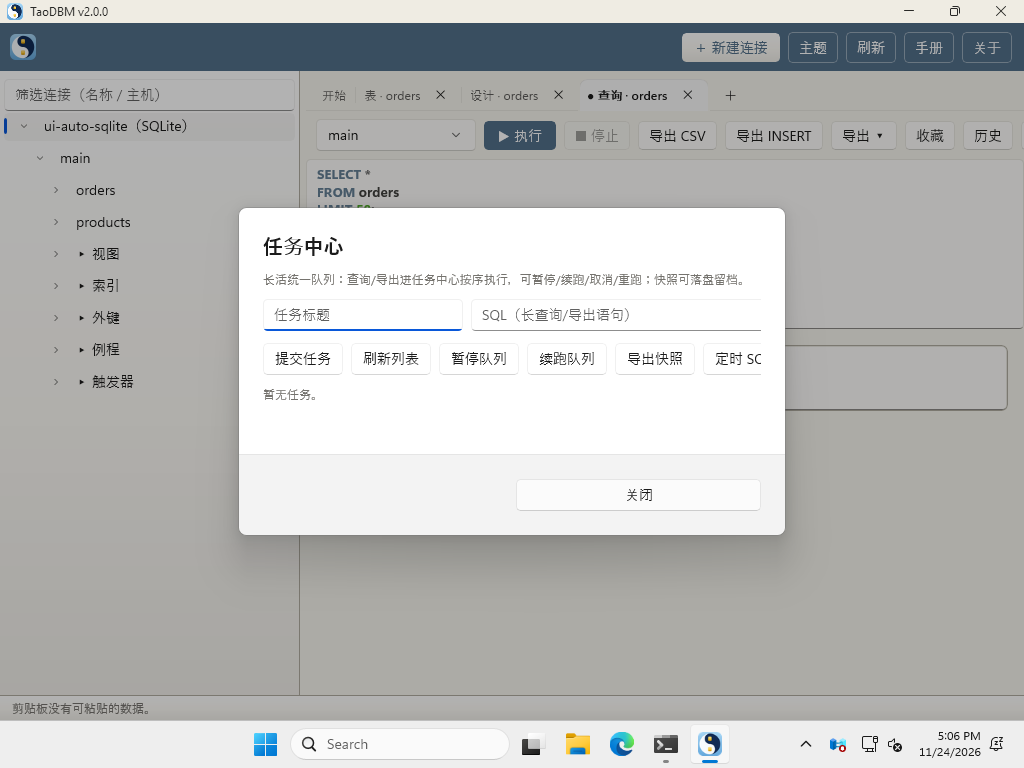 TaoDBM v2.0.0
+ 新建连接
主题
刷新
手册
关于
筛选连接（名称 / 主机）
ui-auto-sqlite（SQLite）
main
orders
products
视图
索引
外键
例程
触发器
开始
表 · orders
设计 · orders
● 查询 · orders
main
执行
停止
导出 CSV
导出 INSERT
导出
收藏
历史
SELECT *
FROM orders
LIMIT 50;
任务中心
长活统一队列：查询/导出进任务中心按序执行，可暂停/续跑/取消/重跑；快照可落盘留档。
任务标题
SQL（长查询/导出语句）
提交任务
刷新列表
暂停队列
续跑队列
导出快照
定时 SC
暂无任务。
关闭
剪贴板没有可粘贴的数据。
Search
5:06 PM
11/24/2026